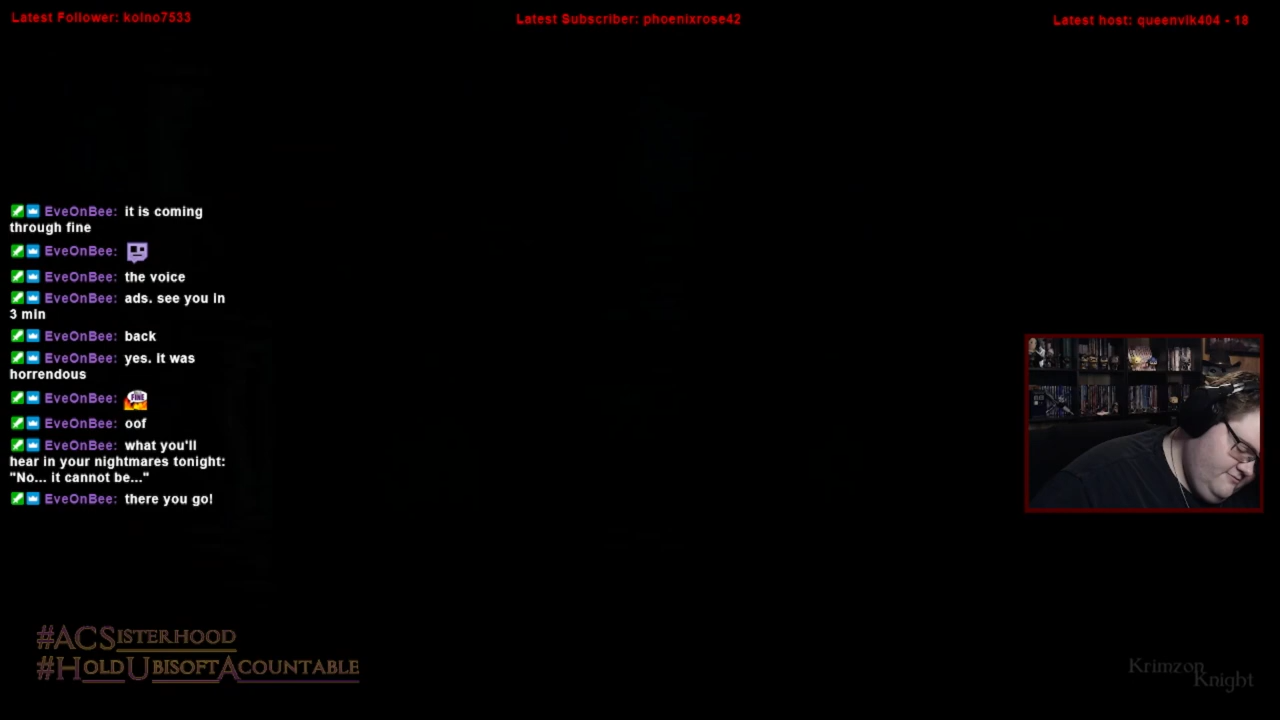 Latest Follower: kolno7533
Latest Subscriber: phoenixrose42
Latest host: queenvik404 - 18
EveOnBee: it is coming
through fine
EveOnBee:
EveOnBee: the voice
EveOnBee: ads. see you in
3 min
EveOnBee: back
EveOnBee: yes. it was
horrendous
EveOnBee: FINE
EveOnBee: oof
EveOnBee: what you'll
hear in your nightmares tonight:
"No... it cannot be..."
EveOnBee: there you go!
#ACSisterhood
#HoldUbisoftAcountable
Krimzon
Knight